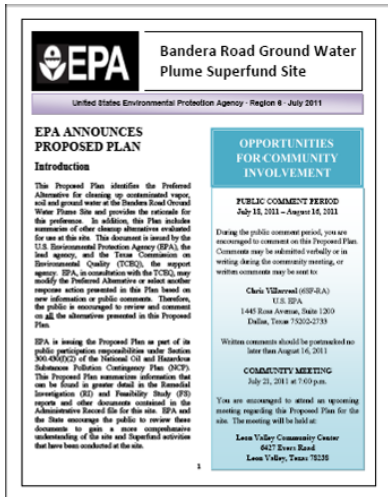 EPA
Bandera Road Ground Water
Plume Superfund Site
United States Environmental Protection Agency - Region 6 - July 2011
EPA ANNOUNCES
PROPOSED PLAN
Introduction
This Proposed Plan identifies the Preferred
Alternative for cleaning up contaminated vapor,
soil and ground water at the Bandera Road Ground
Water Plume Site and provides the rationale for
this preference. In addition, this Plan includes
summaries of other cleanup alternatives evaluated
for use at this site. This document is issued by the
U.S. Environmental Protection Agency (EPA), the
lead agency, and the Texas Commission on
Environmental Quality (TCEQ), the support
agency. EPA, in consultation with the TCEQ, may
modify the Preferred Alternative or select another
response action presented in this Plan based on
new information or public comments. Therefore,
the public is encouraged to review and comment
on all the alternatives presented in this Proposed
Plan.
EPA is issuing the Proposed Plan as part of its
public participation responsibilities under Section
300.430(f)(2) of the National Oil and Hazardous
Substances Pollution Contingency Plan (NCP).
This Proposed Plan summarizes information that
can be found in greater detail in the Remedial
Investigation (RI) and Feasibility Study (FS)
reports and other documents contained in the
Administrative Record file for this site. EPA and
the State encourage the public to review these
documents to gain a more comprehensive
understanding of the site and Superfund activities
that have been conducted at the site.
OPPORTUNITIES
FOR COMMUNITY
INVOLVEMENT
PUBLIC COMMENT PERIOD
July 18, 2011 – August 16, 2011
During the public comment period, you are
encouraged to comment on this Proposed Plan.
Comments may be submitted verbally or in
writing during the community meeting, or
written comments may be sent to:
Chris Villarreal (6SF-RA)
U.S. EPA
1445 Ross Avenue, Suite 1200
Dallas, Texas 75202-2733
Written comments should be postmarked no
later than August 16, 2011
COMMUNITY MEETING
July 21, 2011 at 7:00 p.m.
You are encouraged to attend an upcoming
meeting regarding this Proposed Plan for the
site. The meeting will be held at:
Leon Valley Community Center
6427 Evers Road
Leon Valley, Texas 78238
1